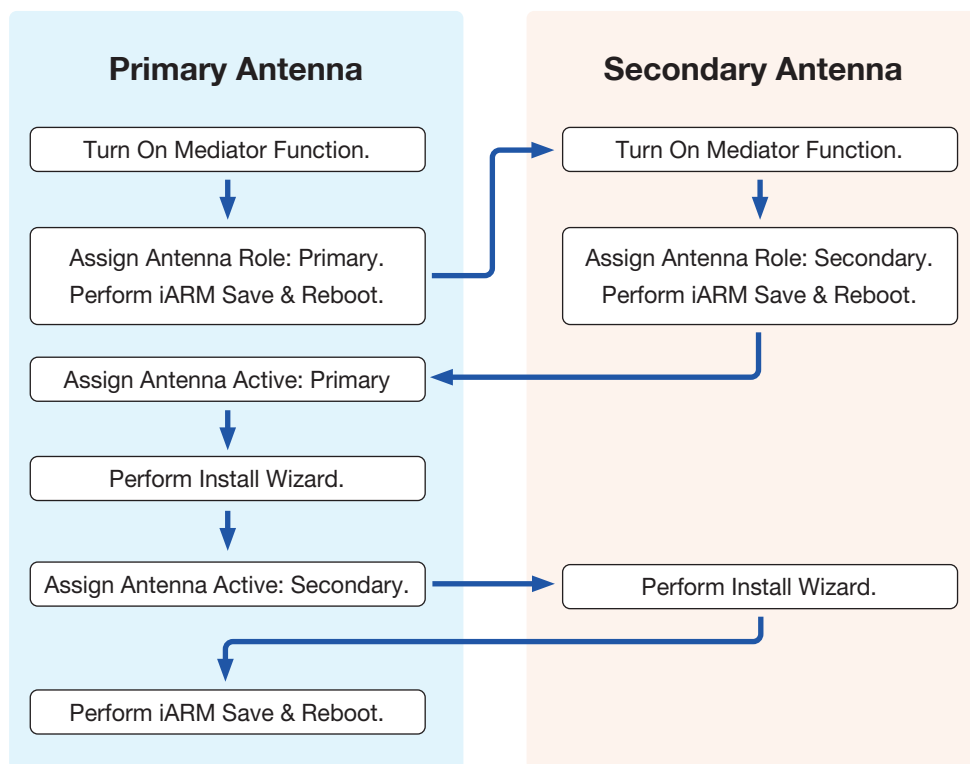 Primary Antenna
Turn On Mediator Function.
Assign Antenna Role: Primary.
Perform iARM Save & Reboot.
Assign Antenna Active: Primary
Perform Install Wizard.
Assign Antenna Active: Secondary.
Perform iARM Save & Reboot.
Secondary Antenna
Turn On Mediator Function.
Assign Antenna Role: Secondary.
Perform iARM Save & Reboot.
Perform Install Wizard.